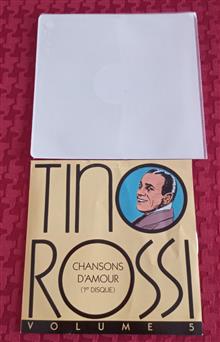 TINO
ROSSI
CHANSONS
D'AMOUR
(1er DISQUE)
VOLUME 5